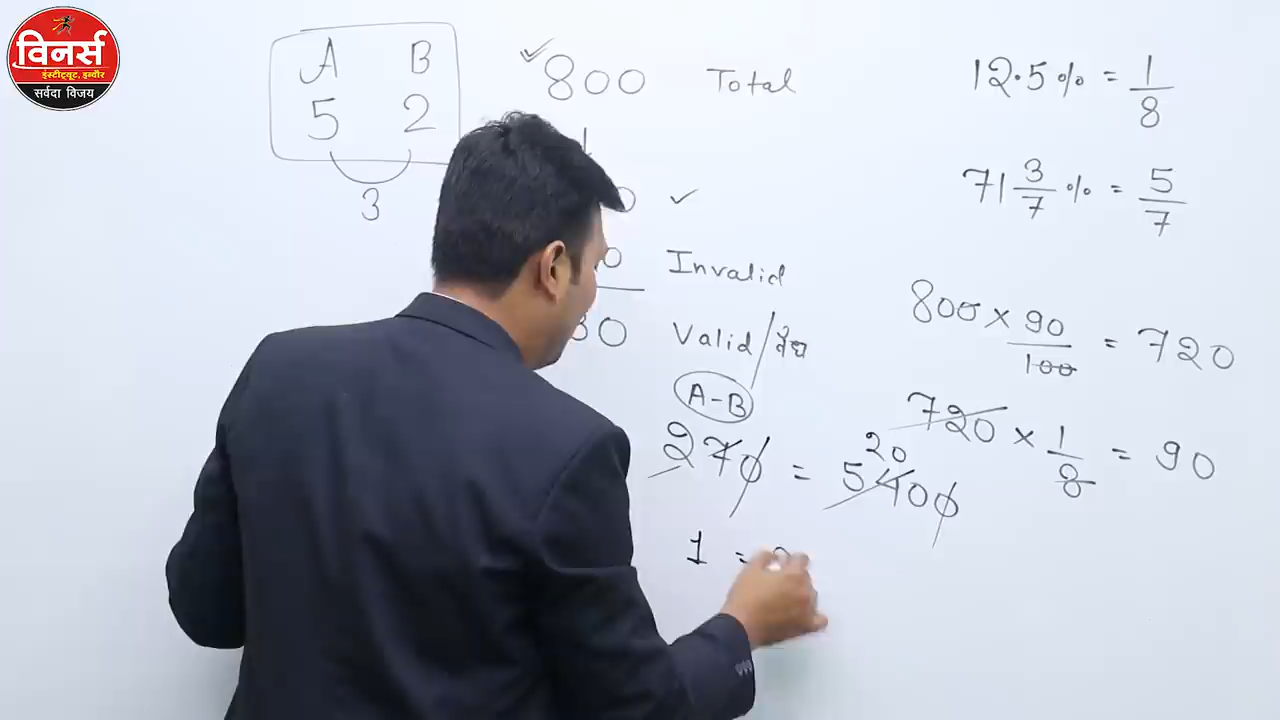 विनर्स
इंस्टीट्यूट, इन्दौर
सर्वदा विजय
A B
5 2
3
800 Total
Invalid
Valid / वैध
A-B
270 = 5400
20
1 =
12.5% = 1/8
71 3/7 % = 5/7
800 × 90/100 = 720
720 × 1/8 = 90